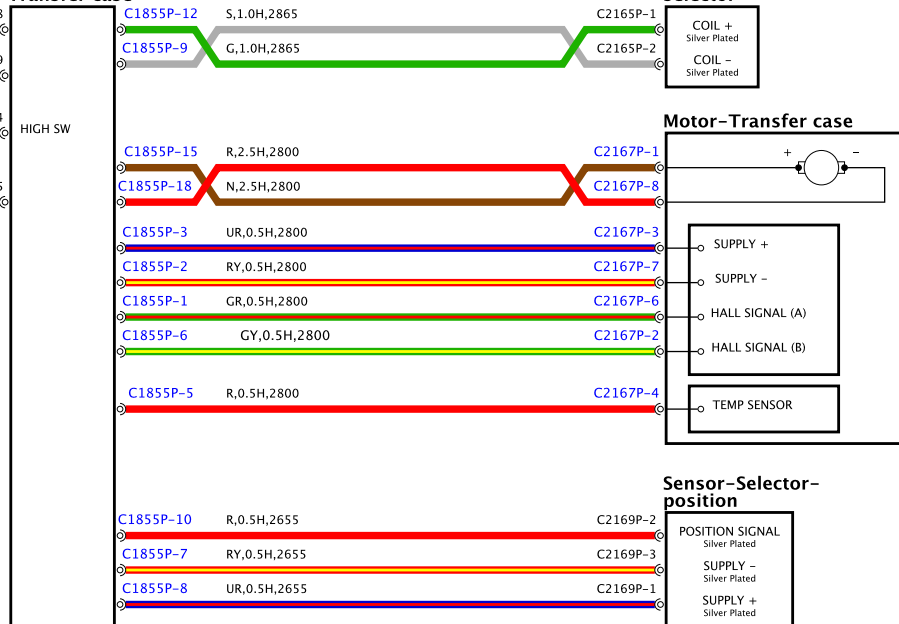 HIGH SW
C1855P-12 S,1.0H,2865 C2165P-1
C1855P-9 G,1.0H,2865 C2165P-2
COIL +
Silver Plated
COIL -
Silver Plated
Motor-Transfer case
C1855P-15 R,2.5H,2800 C2167P-1
+ -
C1855P-18 N,2.5H,2800 C2167P-8
C1855P-3 UR,0.5H,2800 C2167P-3 SUPPLY +
C1855P-2 RY,0.5H,2800 C2167P-7 SUPPLY -
C1855P-1 GR,0.5H,2800 C2167P-6 HALL SIGNAL (A)
C1855P-6 GY,0.5H,2800 C2167P-2 HALL SIGNAL (B)
C1855P-5 R,0.5H,2800 C2167P-4 TEMP SENSOR
Sensor-Selector-
position
C1855P-10 R,0.5H,2655 C2169P-2 POSITION SIGNAL
Silver Plated
C1855P-7 RY,0.5H,2655 C2169P-3 SUPPLY -
Silver Plated
C1855P-8 UR,0.5H,2655 C2169P-1 SUPPLY +
Silver Plated